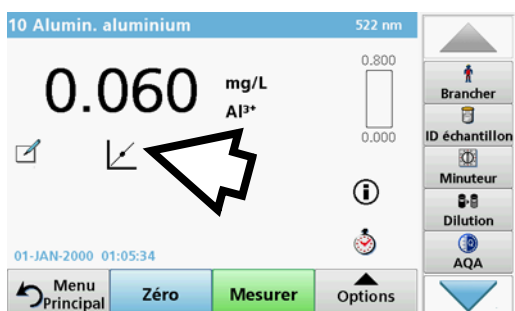 10 Alumin. aluminium
522 nm
0.060
mg/L
Al³⁺
0.800
0.000
01-JAN-2000 01:05:34
Menu
Principal
Zéro
Mesurer
Options
Brancher
ID échantillon
Minuteur
Dilution
AQA